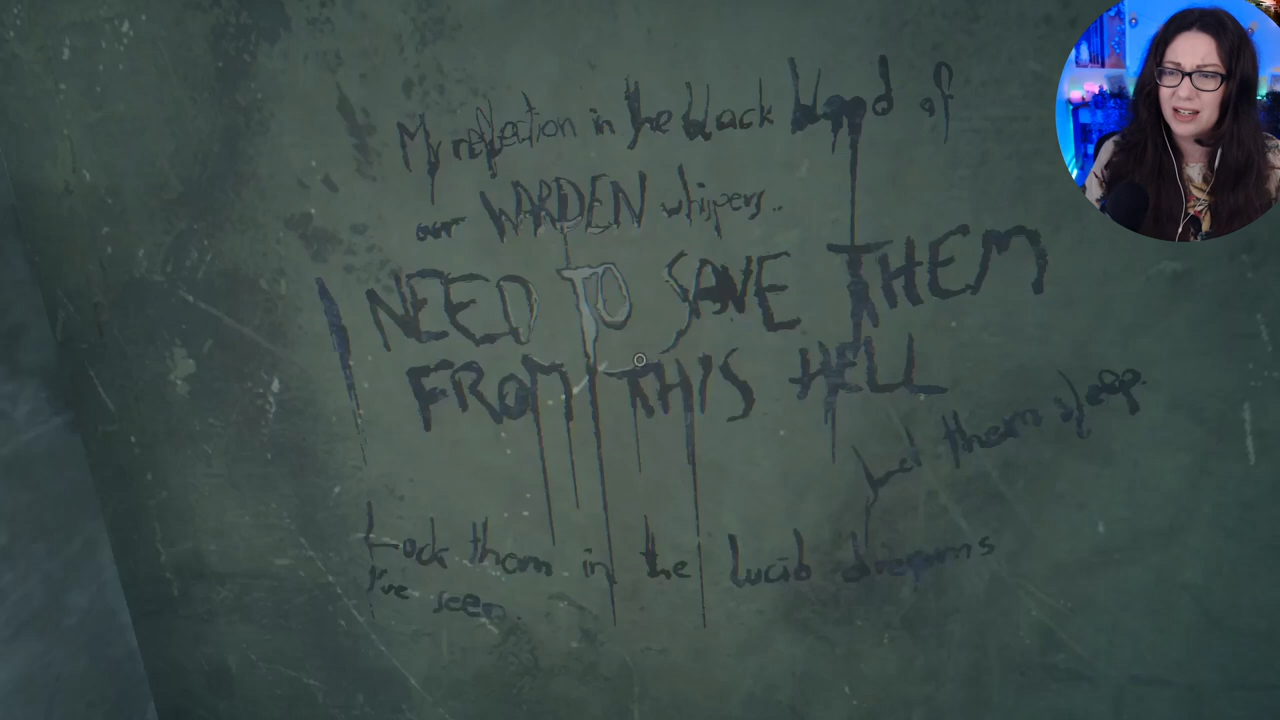 My reflection in the black blood of
our WARDEN whispers..
I NEED TO SAVE THEM
FROM THIS HELL
Let them sleep.
Lock them in the lucid dreams
I've seen.